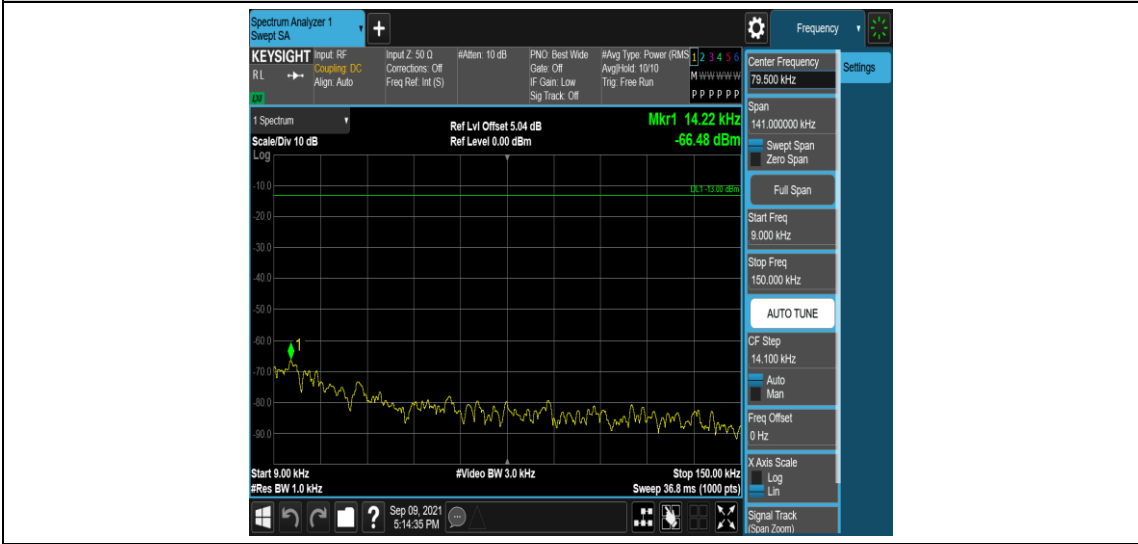 Spectrum Analyzer 1
Swept SA
+
Frequency
KEYSIGHT Input: RF Input Z: 50 Ω #Atten: 10 dB PNO: Best Wide #Avg Type: Power (RMS 1 2 3 4 5 6
RL Coupling: DC Corrections: Off Gate: Off Avg|Hold: 10/10 M W W W W W
Align: Auto Freq Ref: Int (S) IF Gain: Low Trig: Free Run
Sig Track: Off P P P P P P
Center Frequency
79.500 kHz
Settings
1 Spectrum
Ref Lvl Offset 5.04 dB
Mkr1 14.22 kHz
Scale/Div 10 dB
Ref Level 0.00 dBm
-66.48 dBm
Log
DL1 -13.00 dBm
-10.0
-20.0
-30.0
-40.0
-50.0
-60.0
1
-70.0
-80.0
-90.0
Start 9.00 kHz
#Video BW 3.0 kHz
Stop 150.00 kHz
#Res BW 1.0 kHz
Sweep 36.8 ms (1000 pts)
Span
141.000000 kHz
Swept Span
Zero Span
Full Span
Start Freq
9.000 kHz
Stop Freq
150.000 kHz
AUTO TUNE
CF Step
14.100 kHz
Auto
Man
Freq Offset
0 Hz
X Axis Scale
Log
Lin
Signal Track
(Span Zoom)
?
Sep 09, 2021
5:14:35 PM